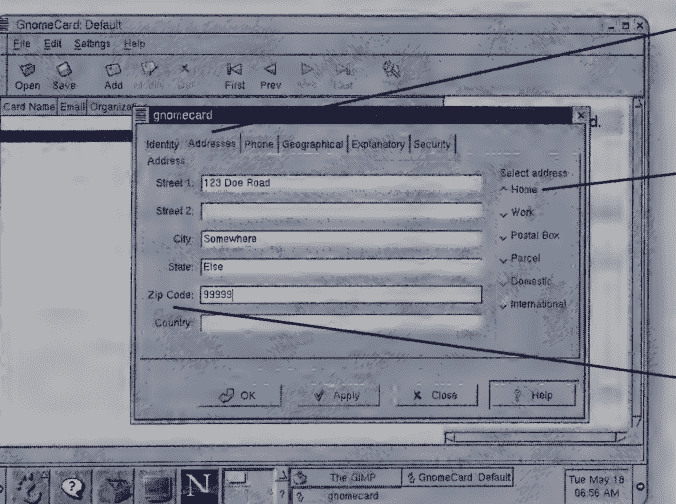 GnomeCard: Default
File Edit Settings Help
Open Save Add First Prev
Card Name Email Organization
gnomecard
d.
Identity Addresses Phone Geographical Explanatory Security
Address
Select address
Street 1: 123 Doe Road
Home
Street 2:
Work
City: Somewhere
Postal Box
State: Else
Parcel
Zip Code: 99999
Domestic
International
Country:
OK Apply Close Help
The GIMP GnomeCard: Default
gnomecard
Tue May 18
06:56 AM
N
?
?